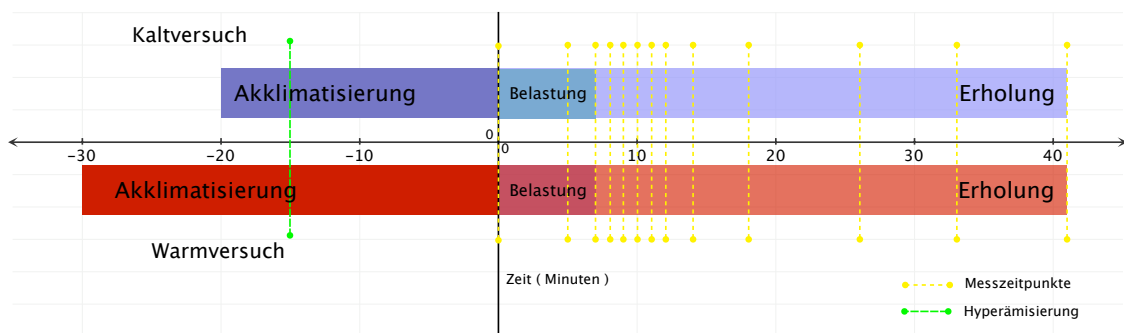 Kaltversuch
Akklimatisierung Belastung Erholung
0
−30 −20 −10 0 10 20 30 40
Akklimatisierung Belastung Erholung
Warmversuch
Zeit ( Minuten )
Messzeitpunkte
Hyperämisierung